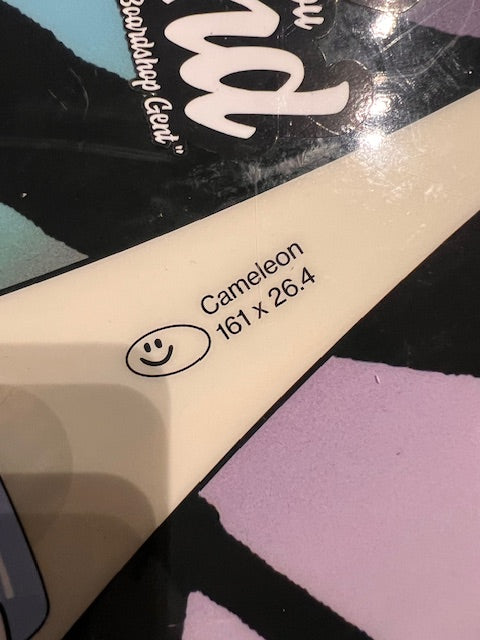 Boardshop Gent"
Cameleon
161 x 26.4